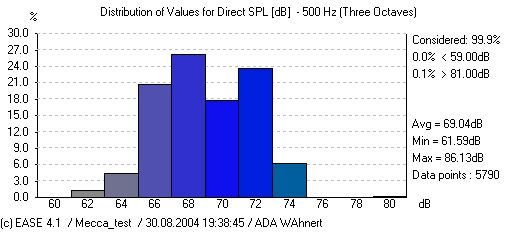 Distribution of Values for Direct SPL [dB] - 500 Hz (Three Octaves)
%
30.0
27.0
24.0
21.0
18.0
15.0
12.0
9.0
6.0
3.0
0.0
60 62 64 66 68 70 72 74 76 78 80 dB
Considered: 99.9%
0.0% < 59.00dB
0.1% > 81.00dB
Avg = 69.04dB
Min = 61.59dB
Max = 86.13dB
Data points : 5790
(c) EASE 4.1 / Mecca_test / 30.08.2004 19:38:45 / ADA WAhnert